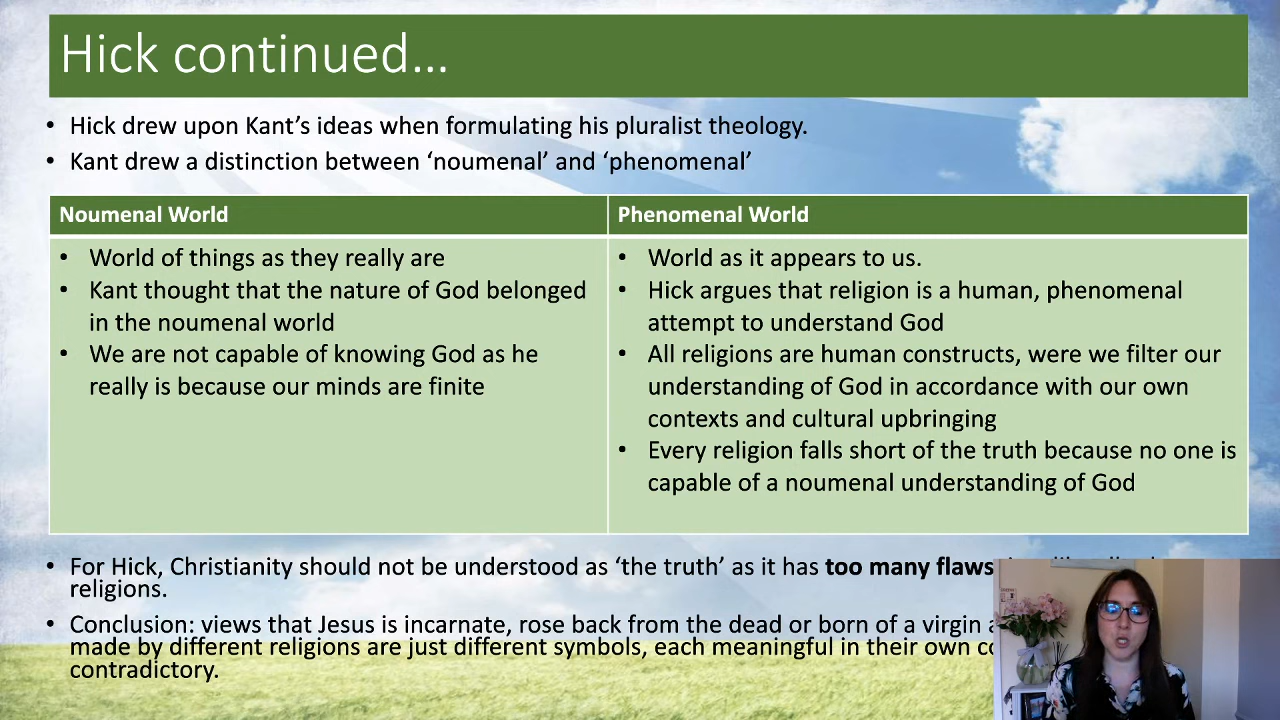 Hick continued…
• Hick drew upon Kant’s ideas when formulating his pluralist theology.
• Kant drew a distinction between ‘noumenal’ and ‘phenomenal’
Noumenal World
• World of things as they really are
• Kant thought that the nature of God belonged
in the noumenal world
• We are not capable of knowing God as he
really is because our minds are finite
Phenomenal World
• World as it appears to us.
• Hick argues that religion is a human, phenomenal
attempt to understand God
• All religions are human constructs, were we filter our
understanding of God in accordance with our own
contexts and cultural upbringing
• Every religion falls short of the truth because no one is
capable of a noumenal understanding of God
• For Hick, Christianity should not be understood as ‘the truth’ as it has too many flaws
religions.
• Conclusion: views that Jesus is incarnate, rose back from the dead or born of a virgin
made by different religions are just different symbols, each meaningful in their own
contradictory.